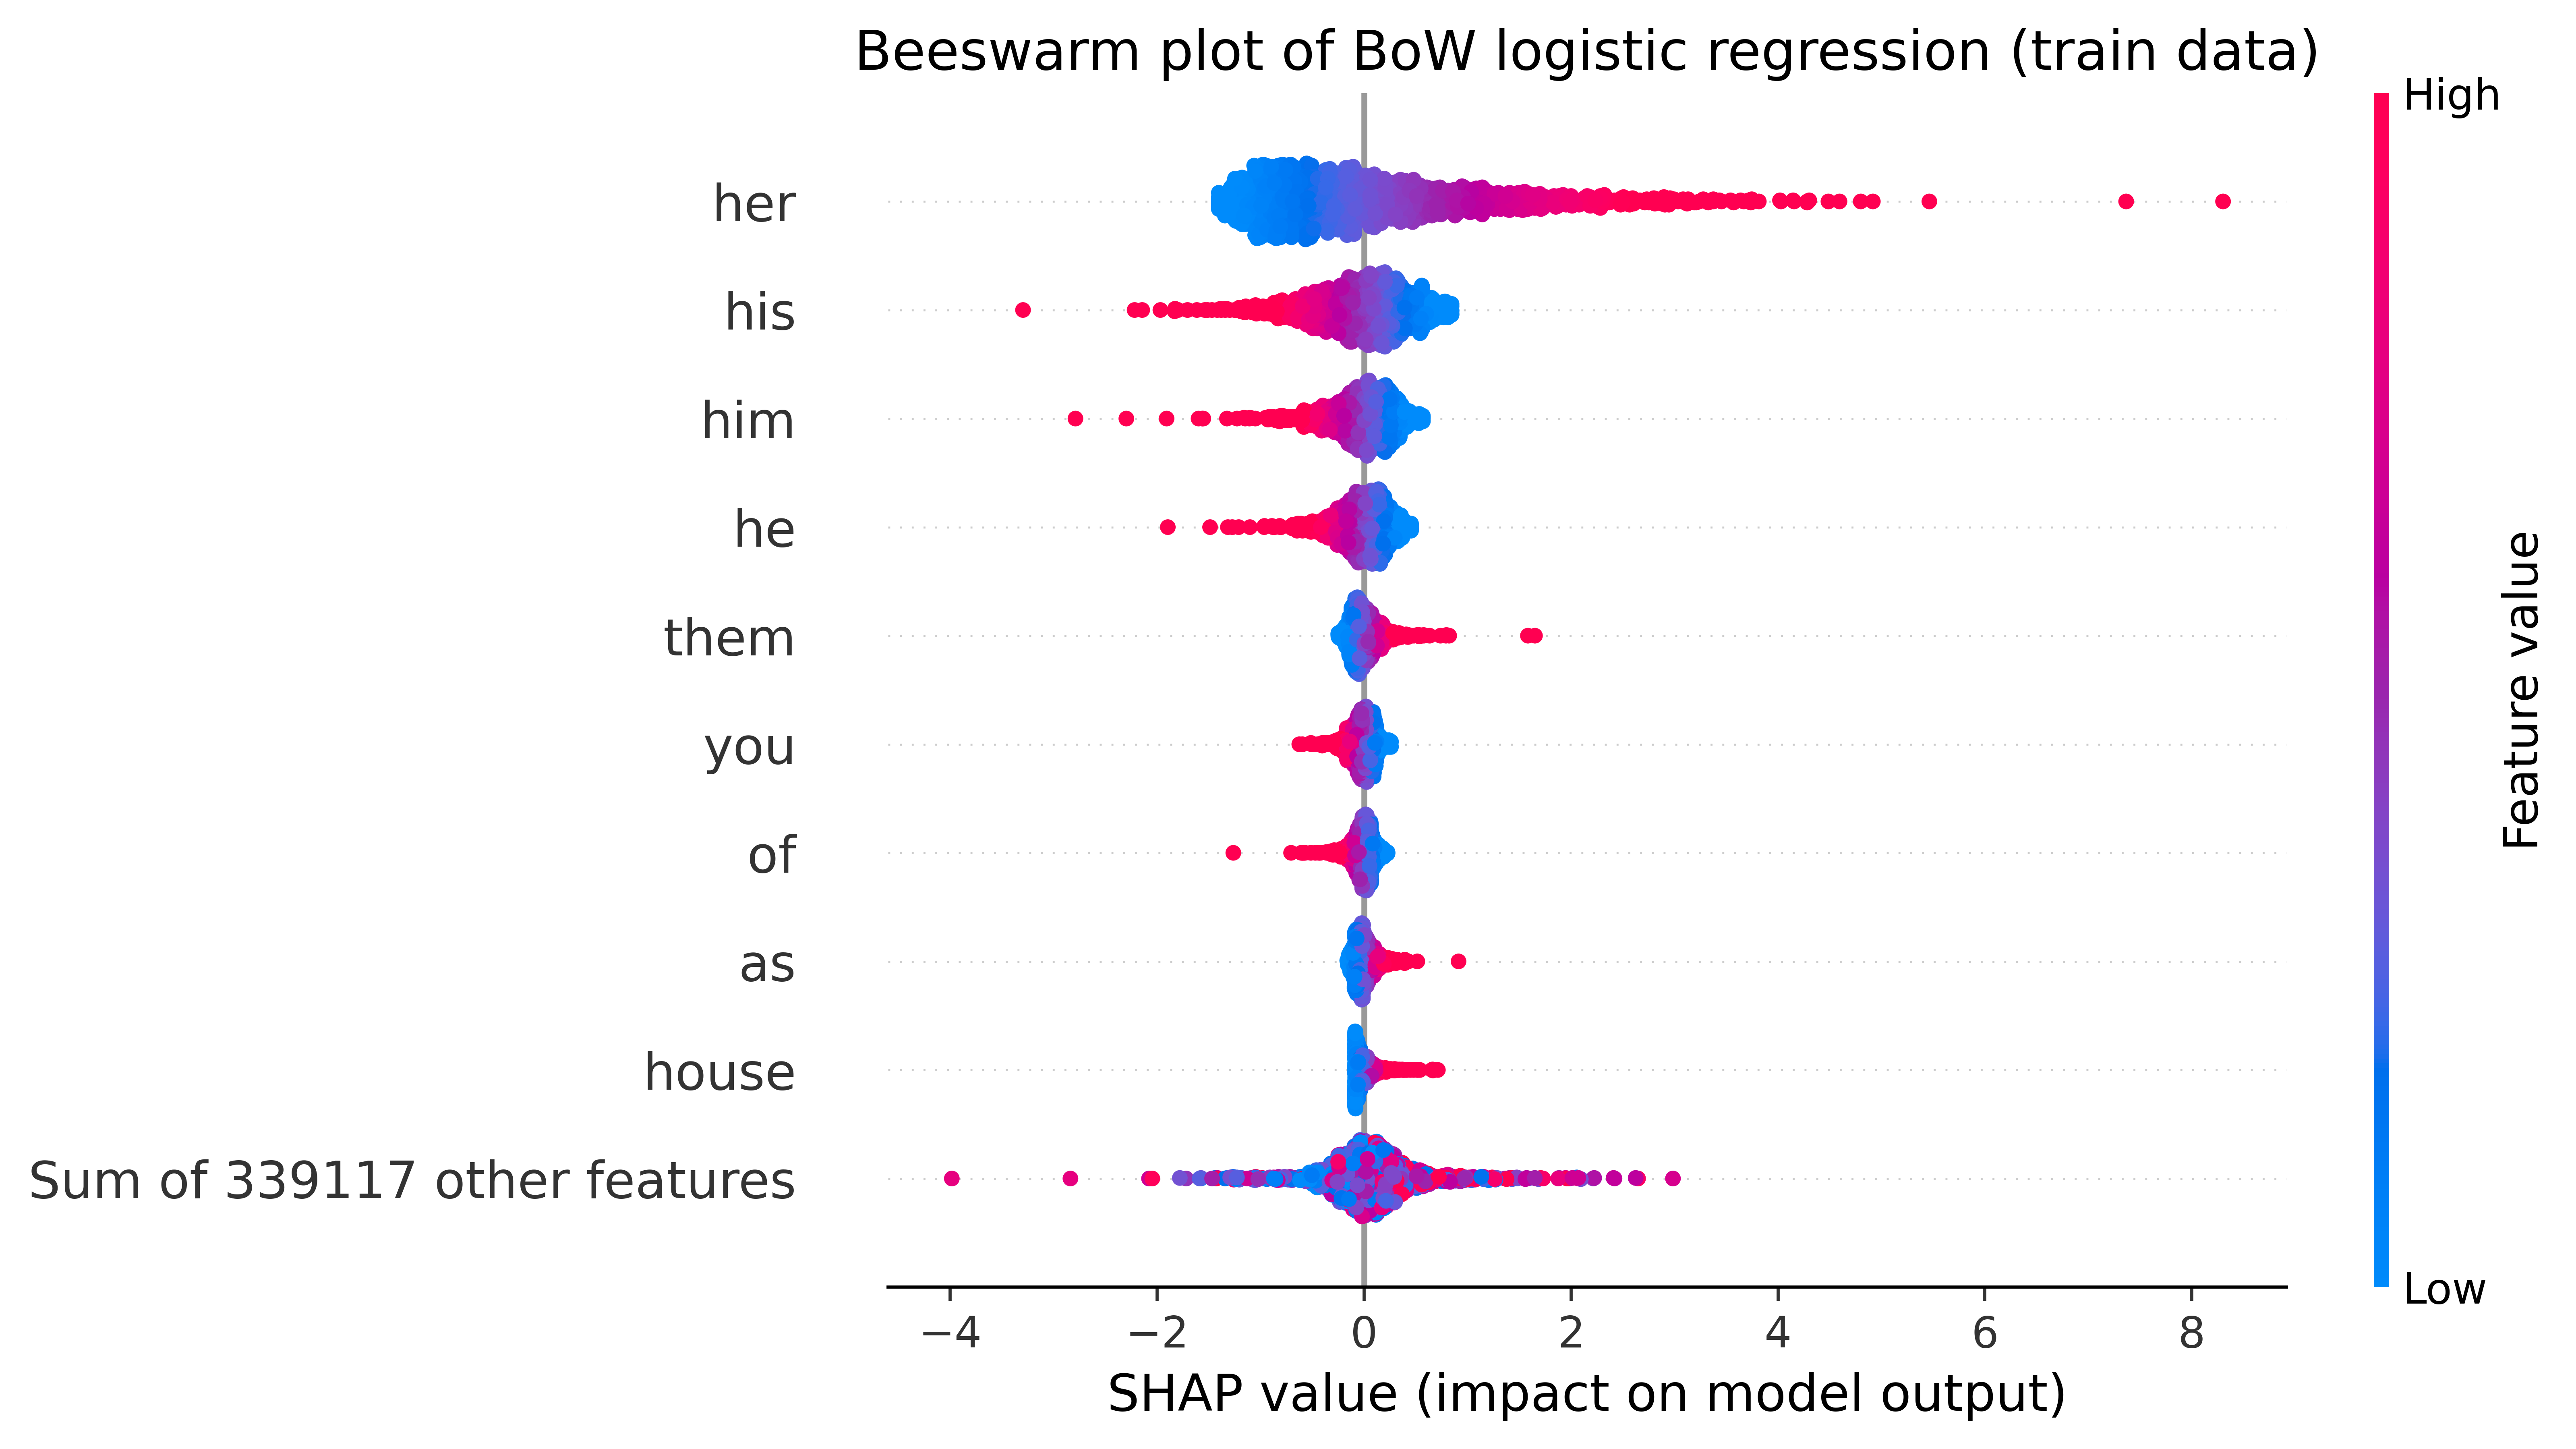 Beeswarm plot of BoW logistic regression (train data)
High
her
his
him
he
them
you
of
as
house
Sum of 339117 other features
Feature value
Low
−4 −2 0 2 4 6 8
SHAP value (impact on model output)